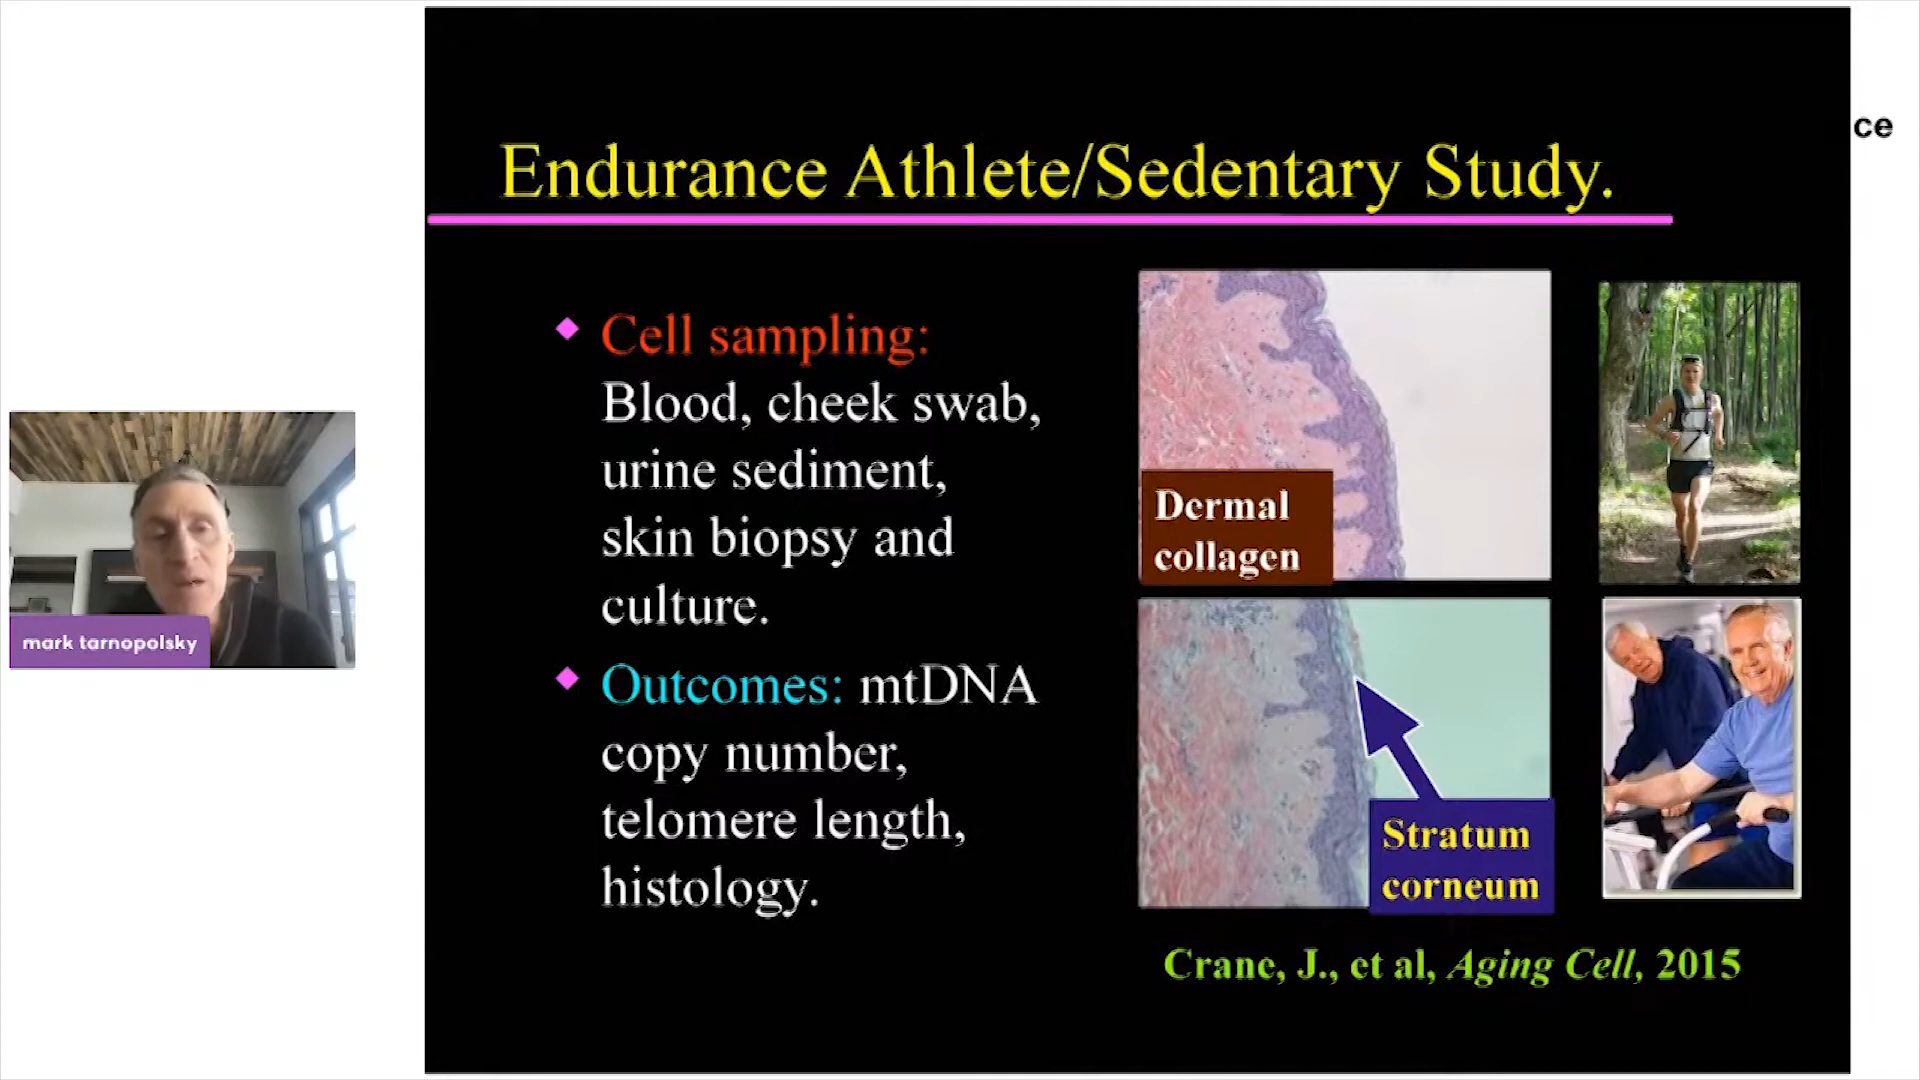 ce
Endurance Athlete/Sedentary Study.
Cell sampling:
Blood, cheek swab,
urine sediment,
skin biopsy and
culture.
Outcomes: mtDNA
copy number,
telomere length,
histology.
Dermal
collagen
Stratum
corneum
Crane, J., et al, Aging Cell, 2015
mark tarnopolsky